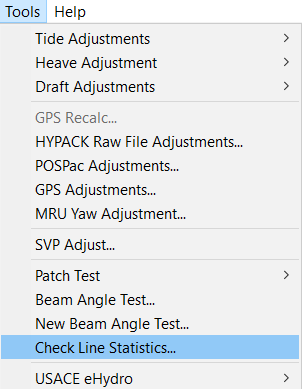 Tools Help
Tide Adjustments
Heave Adjustment
Draft Adjustments
GPS Recalc...
HYPACK Raw File Adjustments...
POSPac Adjustments...
GPS Adjustments...
MRU Yaw Adjustment...
SVP Adjust...
Patch Test
Beam Angle Test...
New Beam Angle Test...
Check Line Statistics...
USACE eHydro